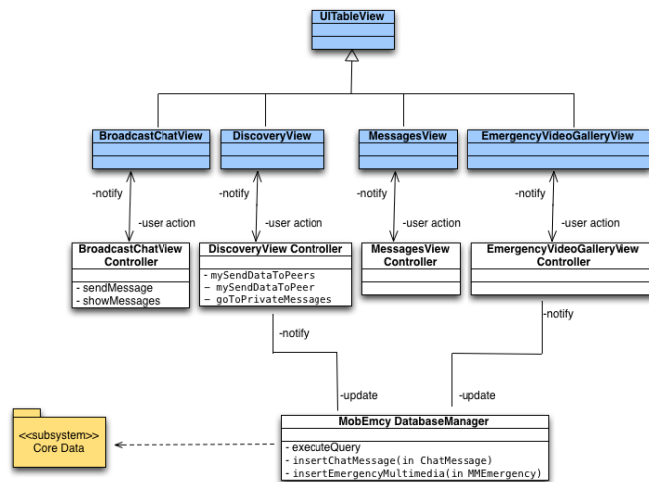 UITableView
BroadcastChatView
DiscoveryView
MessagesView
EmergencyVideoGalleryView
-notify
-notify
-notify
-notify
-user action
-user action
-user action
-user action
BroadcastChatView
Controller
- sendMessage
- showMessages
DiscoveryView Controller
- mySendDataToPeers
– mySendDataToPeer
– goToPrivateMessages
MessagesView
Controller
EmergencyVideoGalleryView
Controller
-notify
-notify
-update
-update
MobEmcy DatabaseManager
- executeQuery
- insertChatMessage(in ChatMessage)
- insertEmergencyMultimedia(in MMEmergency)
<<subsystem>>
Core Data